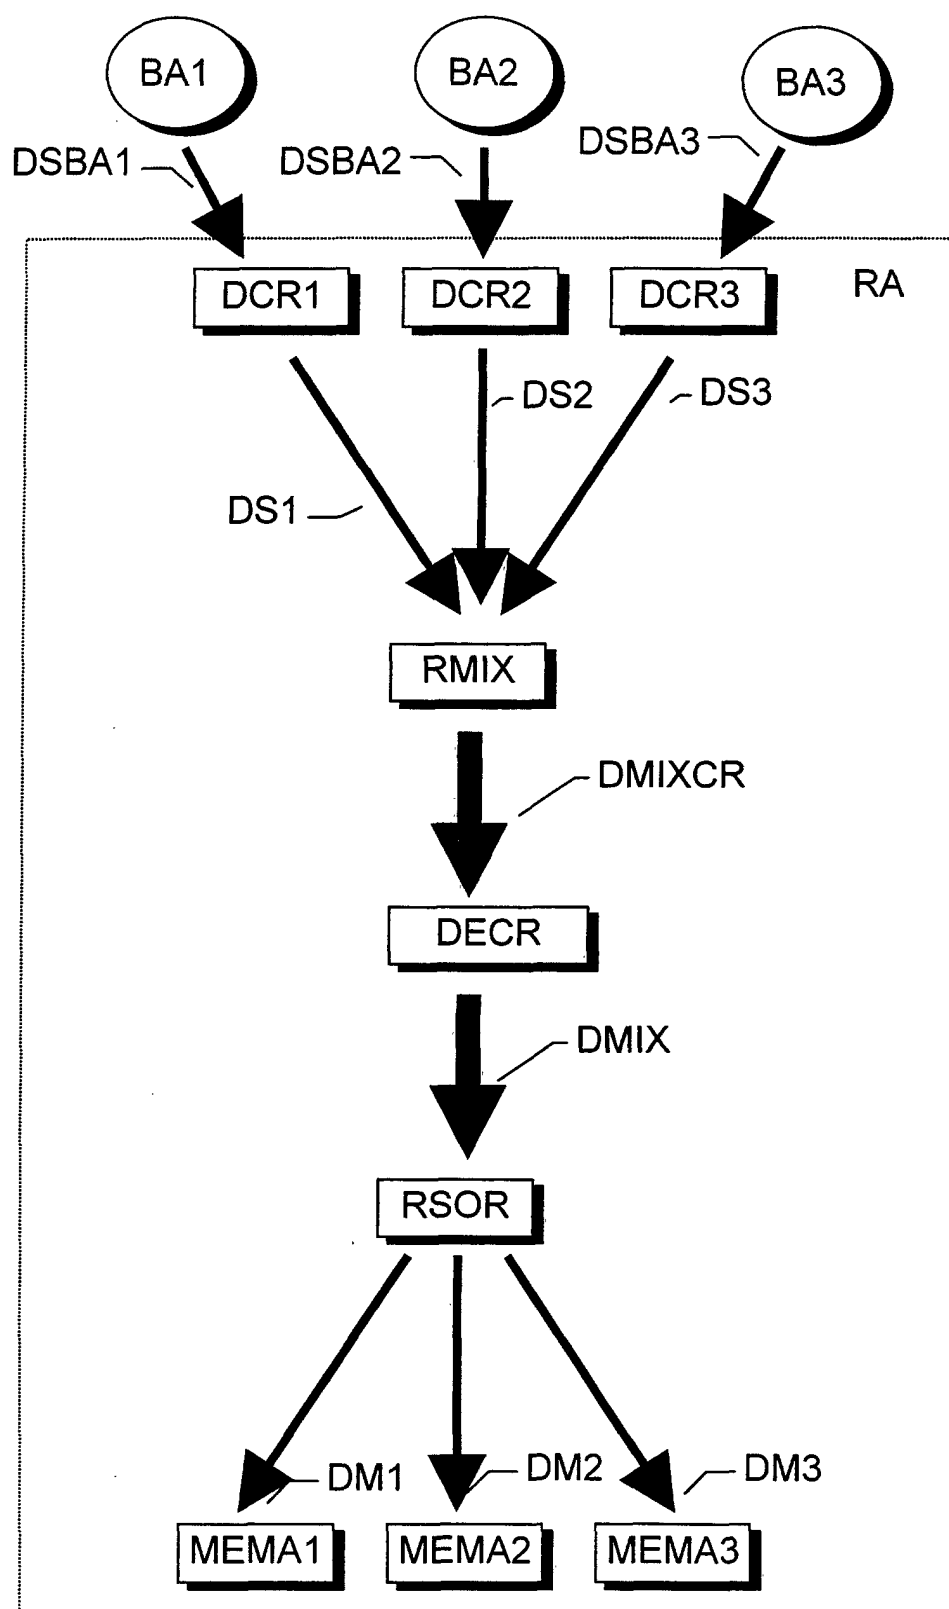 BA1 BA2 BA3
DSBA1 DSBA2 DSBA3
DCR1 DCR2 DCR3 RA
DS2 DS3
DS1
RMIX
DMIXCR
DECR
DMIX
RSOR
DM1 DM2 DM3
MEMA1 MEMA2 MEMA3